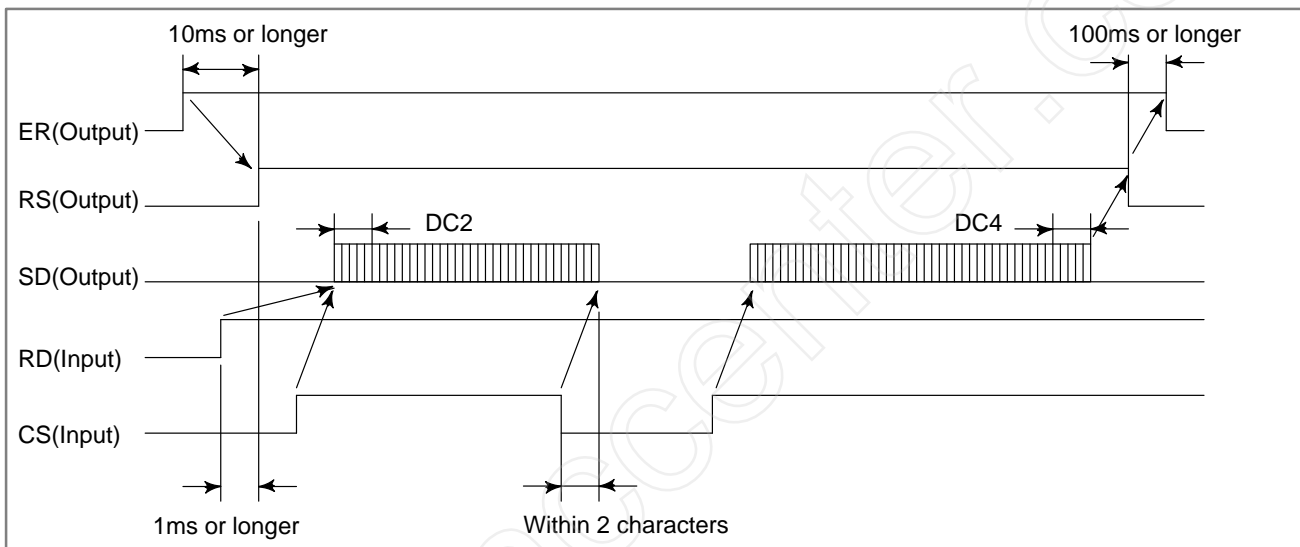 10ms or longer
100ms or longer
ER(Output)
RS(Output)
DC2
DC4
SD(Output)
RD(Input)
CS(Input)
1ms or longer
Within 2 characters